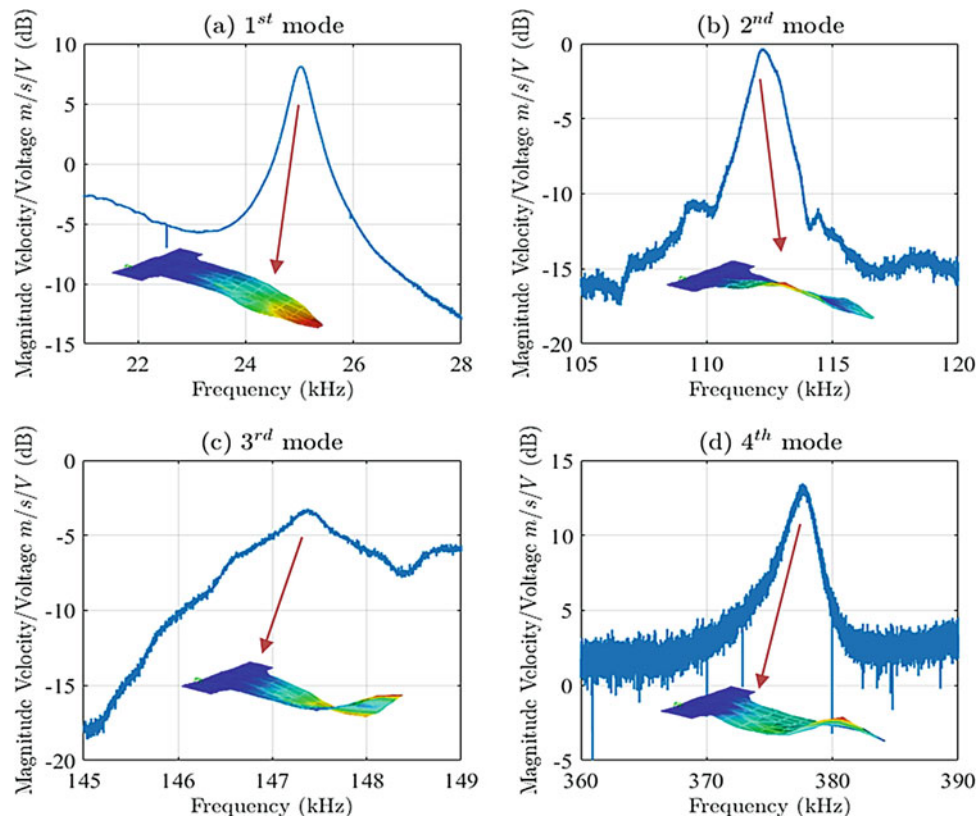 (a) 1st mode
Magnitude Velocity/Voltage m/s/V (dB)
10
5
0
-5
-10
-15
22 24 26 28
Frequency (kHz)
(b) 2nd mode
Magnitude Velocity/Voltage m/s/V (dB)
0
-5
-10
-15
-20
105 110 115 120
Frequency (kHz)
(c) 3rd mode
Magnitude Velocity/Voltage m/s/V (dB)
0
-5
-10
-15
-20
145 146 147 148 149
Frequency (kHz)
(d) 4th mode
Magnitude Velocity/Voltage m/s/V (dB)
15
10
5
0
-5
360 370 380 390
Frequency (kHz)